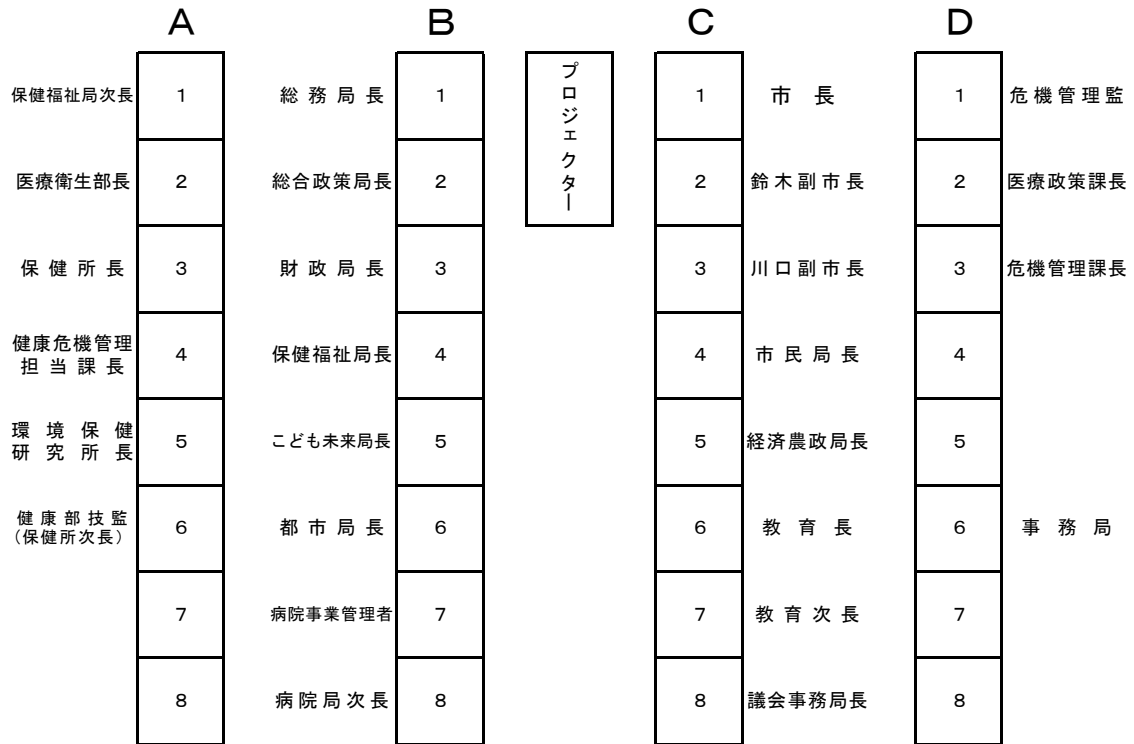 A B C D
保健福祉局次長 1 総務局長 1 プロジェクター 1 市長 1 危機管理監
医療衛生部長 2 総合政策局長 2 2 鈴木副市長 2 医療政策課長
保健所長 3 財政局長 3 3 川口副市長 3 危機管理課長
健康危機管理
担当課長 4 保健福祉局長 4 4 市民局長 4
環境保健
研究所長 5 こども未来局長 5 5 経済農政局長 5
健康部技監
(保健所次長) 6 都市局長 6 6 教育長 6 事務局
7 病院事業管理者 7 7 教育次長 7
8 病院局次長 8 8 議会事務局長 8